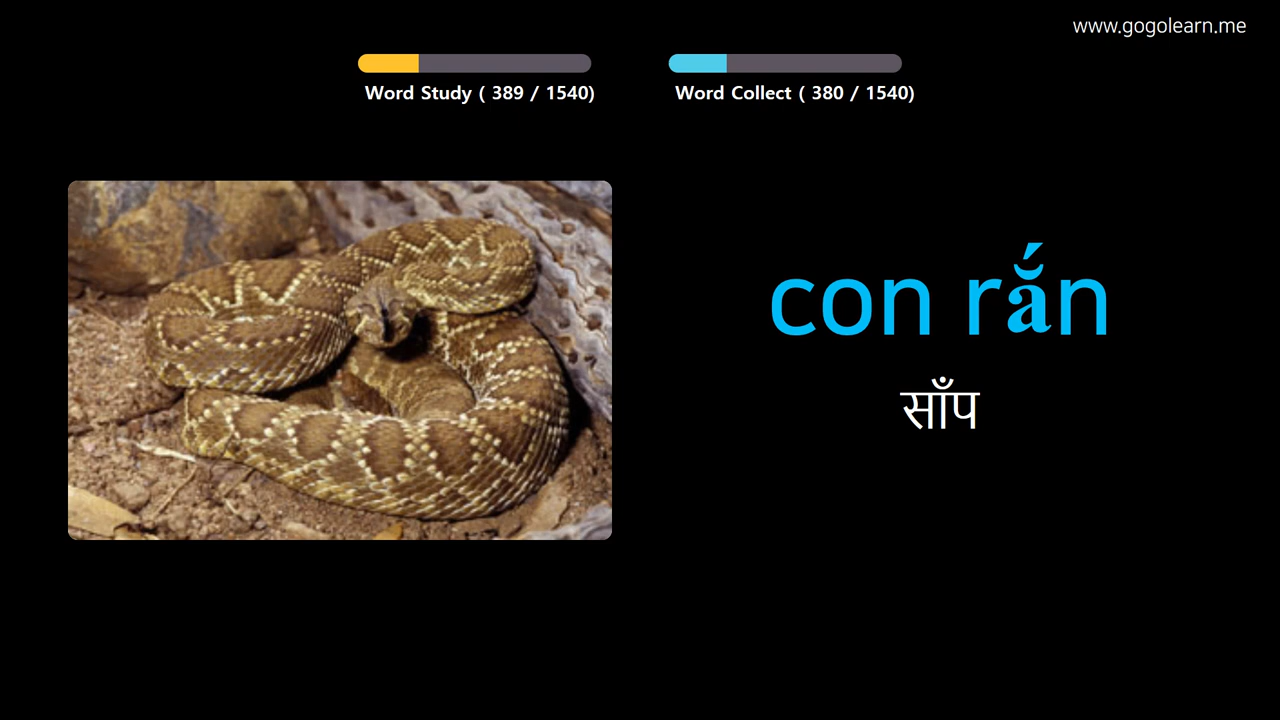 www.gogolearn.me
Word Study ( 389 / 1540)
Word Collect ( 380 / 1540)
con rắn
साँप